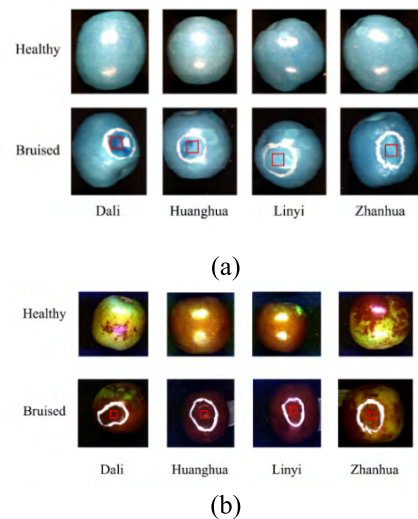 (a)
Healthy
Bruised
Dali Huanghua Linyi Zhanhua
(a)
Healthy
Bruised
Dali Huanghua Linyi Zhanhua
(b)